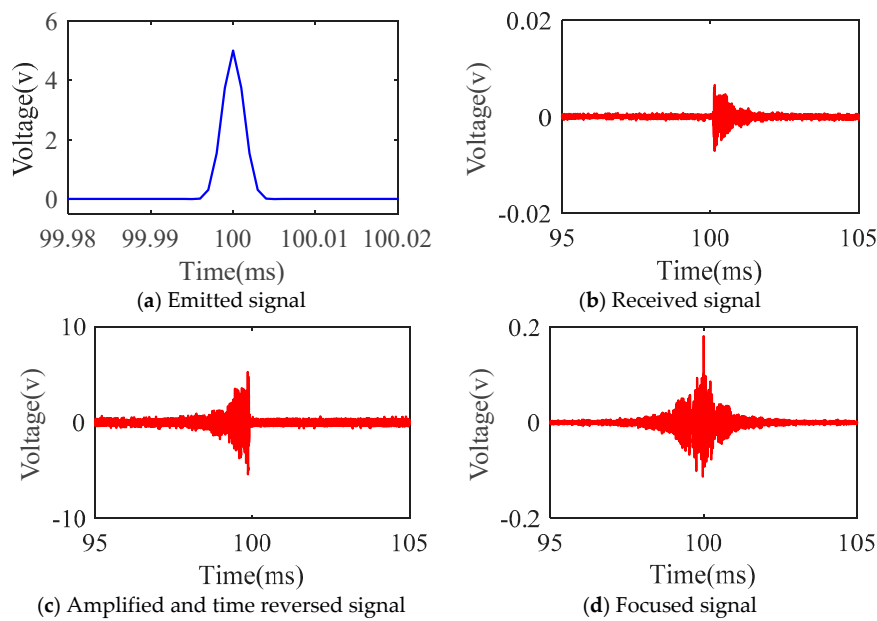 6
4
2
0
Voltage(v)
99.98 99.99 100 100.01 100.02
Time(ms)
(a) Emitted signal
0.02
0
-0.02
Voltage(v)
95 100 105
Time(ms)
(b) Received signal
10
0
-10
Voltage(v)
95 100 105
Time(ms)
(c) Amplified and time reversed signal
0.2
0
-0.2
Voltage(v)
95 100 105
Time(ms)
(d) Focused signal